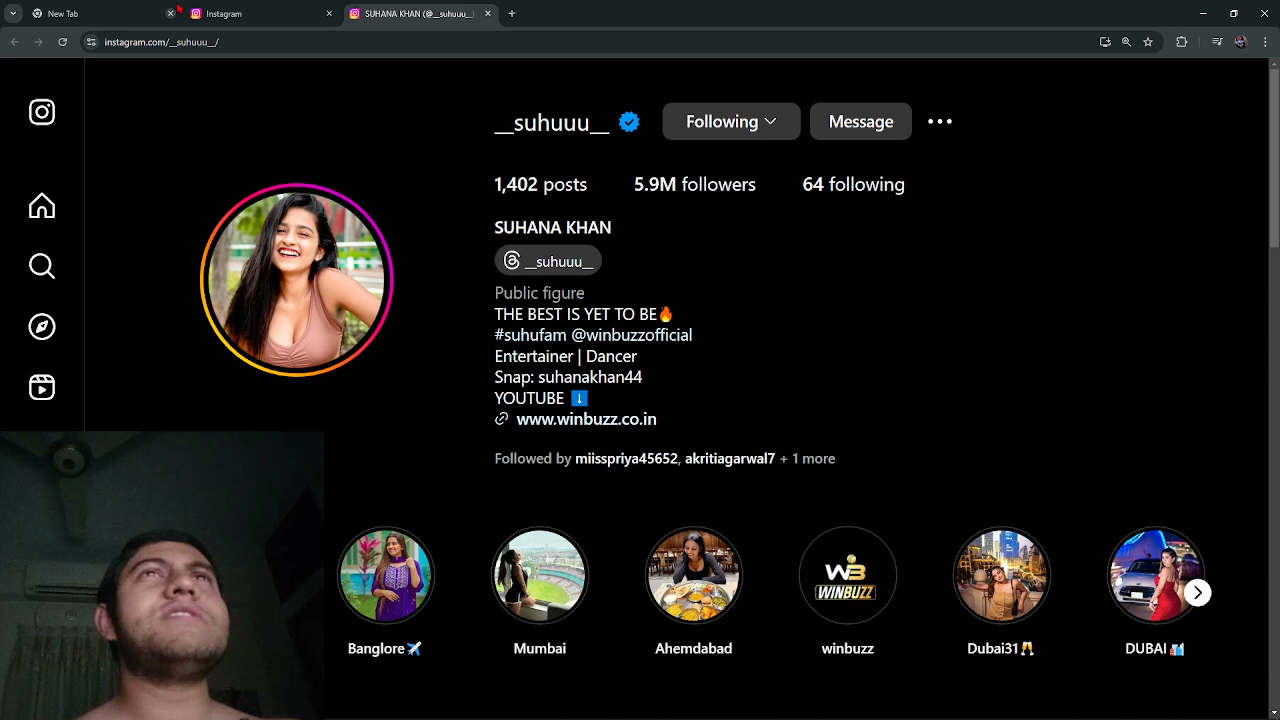 New Tab
Instagram
SUHANA KHAN (@__suhuuu__)
instagram.com/__suhuuu__/
__suhuuu__
Following
Message
1,402 posts
5.9M followers
64 following
SUHANA KHAN
__suhuuu__
Public figure
THE BEST IS YET TO BE🔥
#suhufam @winbuzzofficial
Entertainer | Dancer
Snap: suhanakhan44
YOUTUBE ⬇️
www.winbuzz.co.in
Followed by miisspriya45652, akritiagarwal7 + 1 more
WB
WINBUZZ
Banglore✈️
Mumbai
Ahemdabad
winbuzz
Dubai31🥂
DUBAI🛍️